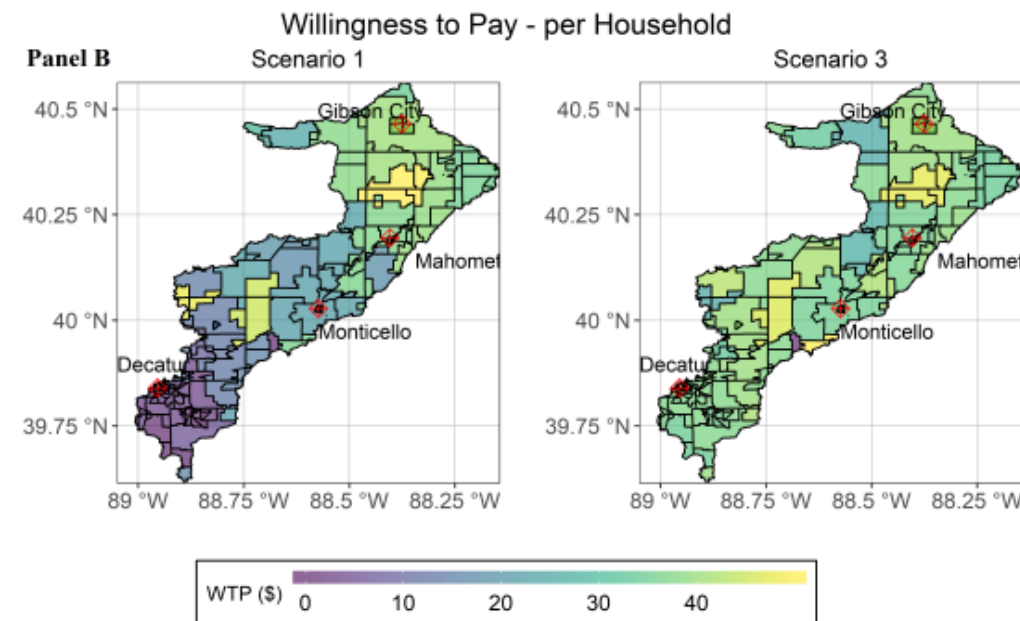 Willingness to Pay - per Household
Panel B
Scenario 1
Scenario 3
40.5 °N
40.25 °N
40 °N
39.75 °N
Gibson City
Mahomet
Monticello
Decatu
89 °W 88.75 °W 88.5 °W 88.25 °W
40.5 °N
40.25 °N
40 °N
39.75 °N
Gibson City
Mahomet
Monticello
Decatu
89 °W 88.75 °W 88.5 °W 88.25 °W
WTP ($)
0 10 20 30 40